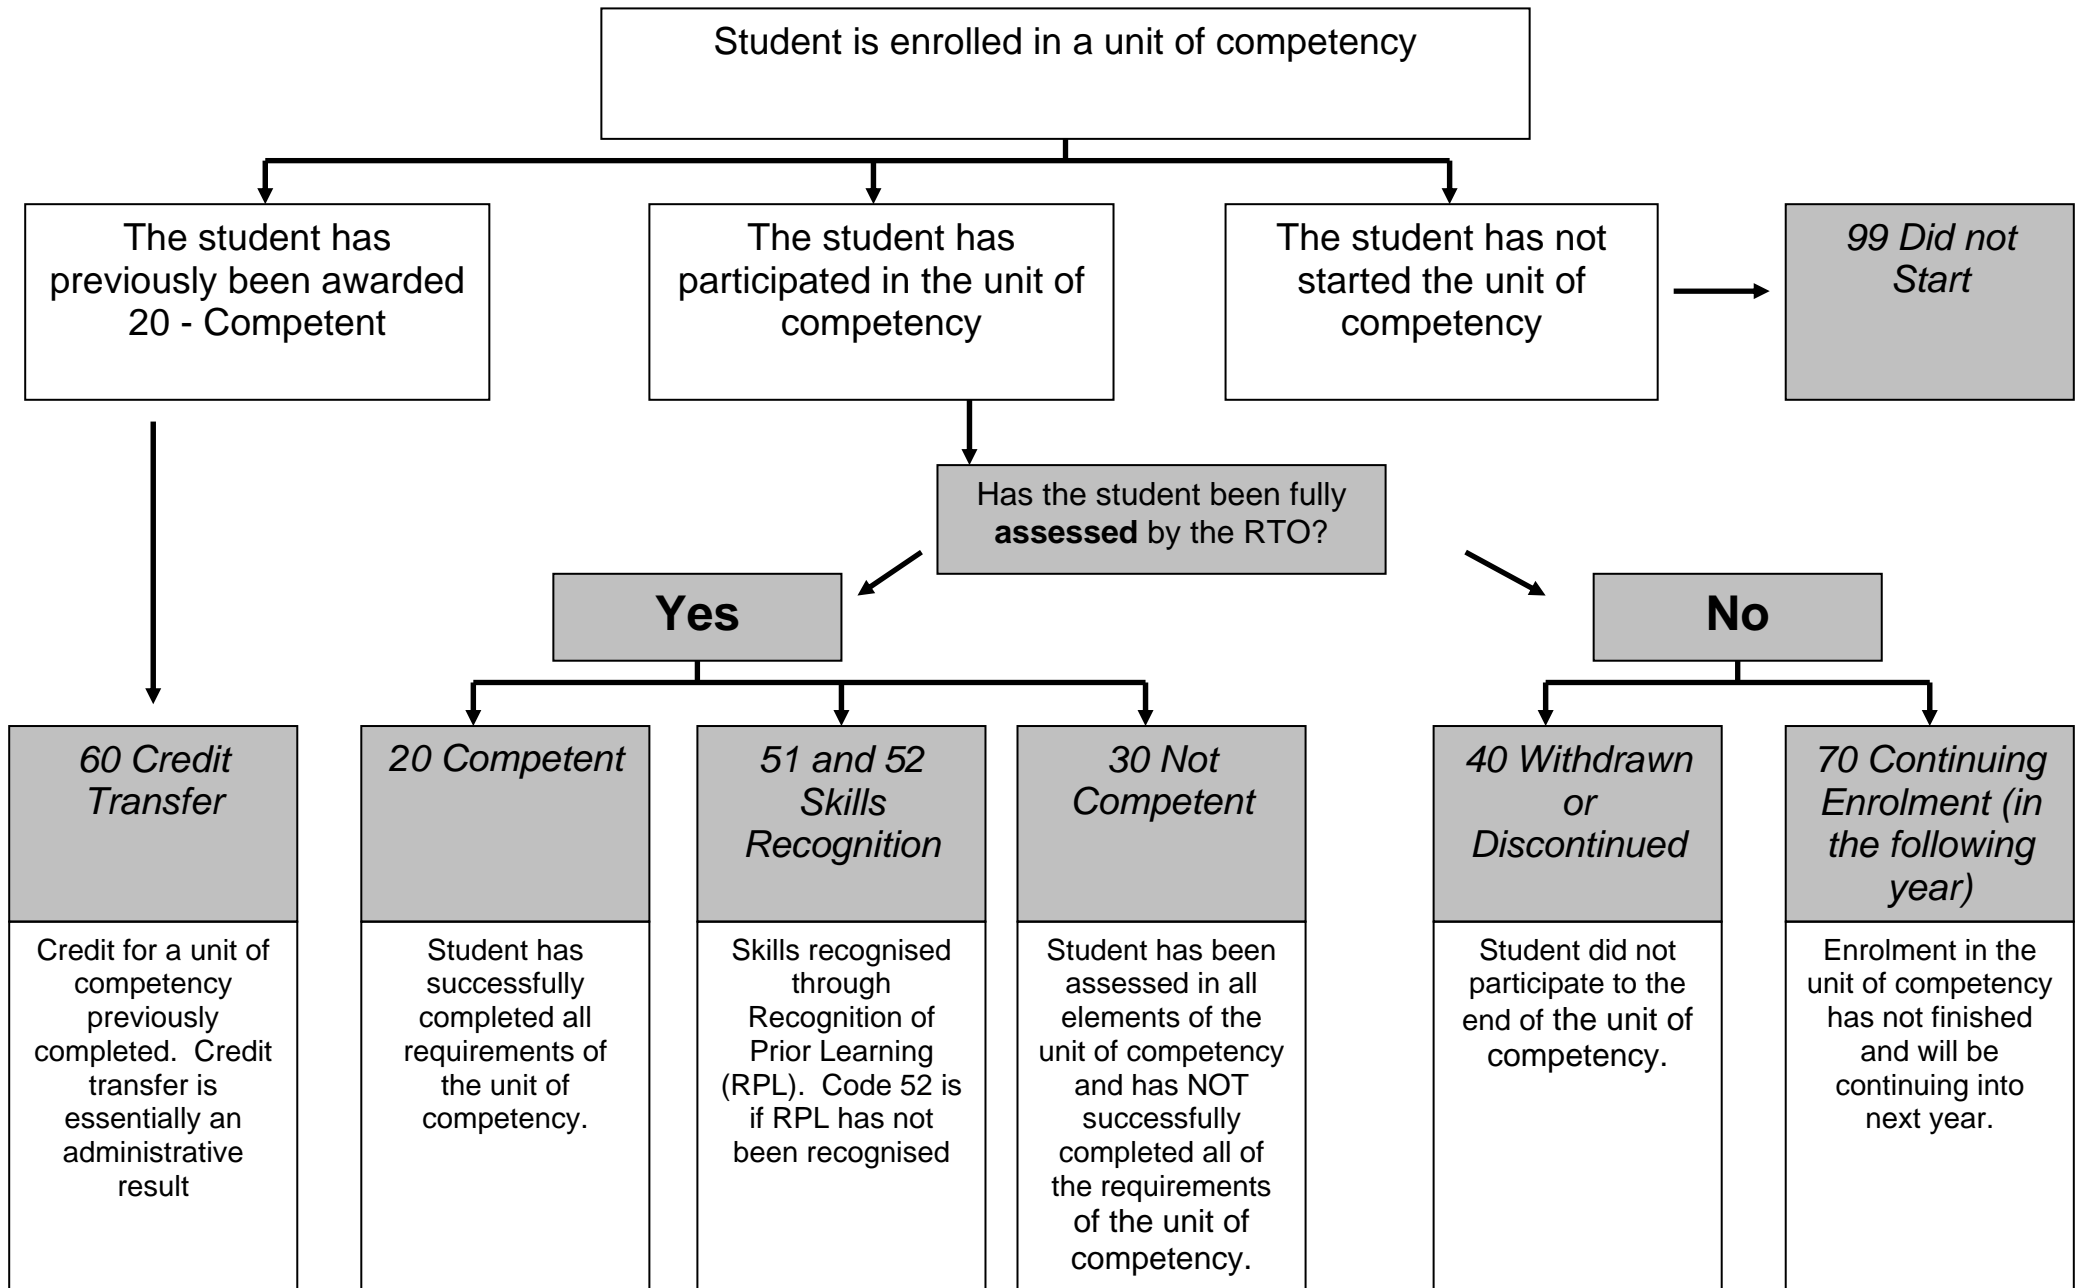 Student is enrolled in a unit of competency
The student has
previously been awarded
20 - Competent
The student has
participated in the unit of
competency
The student has not
started the unit of
competency
99 Did not
Start
Has the student been fully
assessed by the RTO?
Yes
No
60 Credit
Transfer
Credit for a unit of
competency
previously
completed.  Credit
transfer is
essentially an
administrative
result
20 Competent
Student has
successfully
completed all
requirements of
the unit of
competency.
51 and 52
Skills
Recognition
Skills recognised
through
Recognition of
Prior Learning
(RPL).  Code 52 is
if RPL has not
been recognised
30 Not
Competent
Student has been
assessed in all
elements of the
unit of competency
and has NOT
successfully
completed all of
the requirements
of the unit of
competency.
40 Withdrawn
or
Discontinued
Student did not
participate to the
end of the unit of
competency.
70 Continuing
Enrolment (in
the following
year)
Enrolment in the
unit of competency
has not finished
and will be
continuing into
next year.